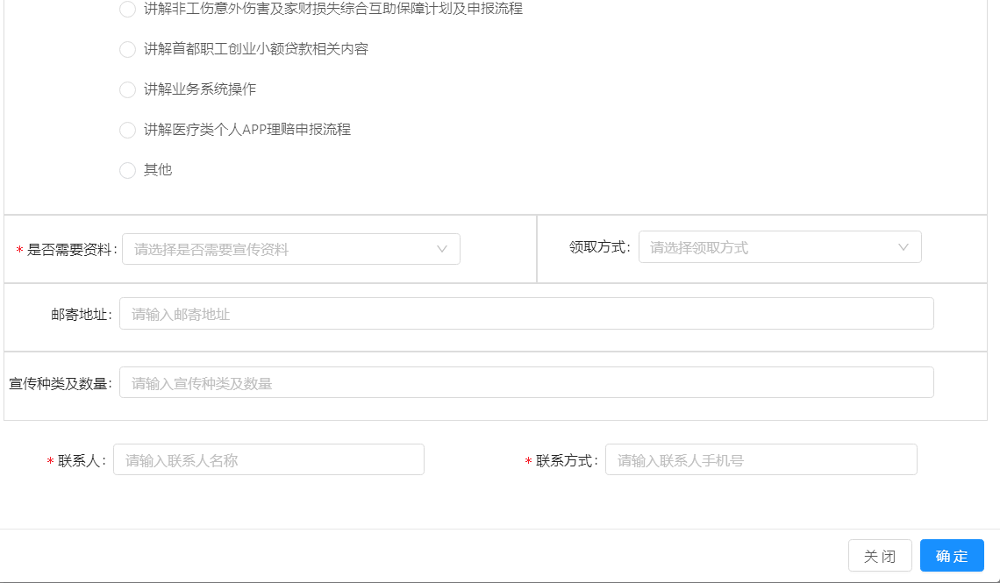 讲解非工伤意外伤害及家财损失综合互助保障计划及申报流程
讲解首都职工创业小额贷款相关内容
讲解业务系统操作
讲解医疗类个人APP理赔申报流程
其他
* 是否需要资料： 请选择是否需要宣传资料 领取方式： 请选择领取方式
邮寄地址： 请输入邮寄地址
宣传种类及数量： 请输入宣传种类及数量
* 联系人： 请输入联系人名称 * 联系方式： 请输入联系人手机号
关 闭 确 定